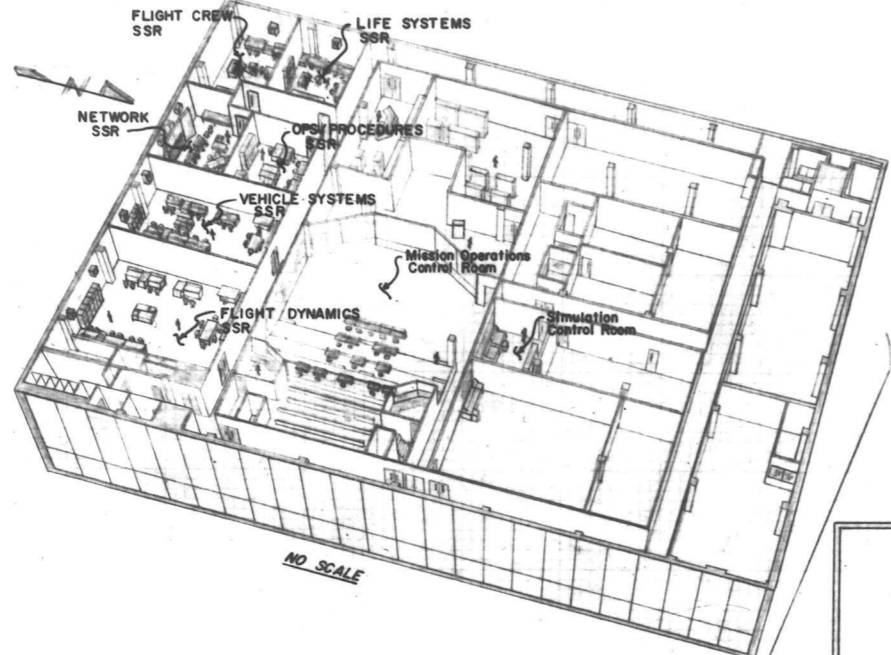 FLIGHT CREW
SSR
LIFE SYSTEMS
SSR
N
NETWORK
SSR
OPS/PROCEDURES
SSR
VEHICLE SYSTEMS
SSR
Mission Operations
Control Room
FLIGHT DYNAMICS
SSR
Simulation
Control Room
NO SCALE